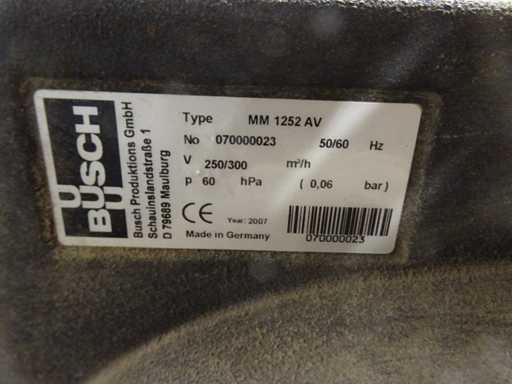 BUSCH
Busch Produktions GmbH
Schauinslandstraße 1
D 79689 Maulburg
Type MM 1252 AV
No 070000023 50/60 Hz
V 250/300 m³/h
p 60 hPa ( 0,06 bar )
CE Year: 2007
Made in Germany
070000023